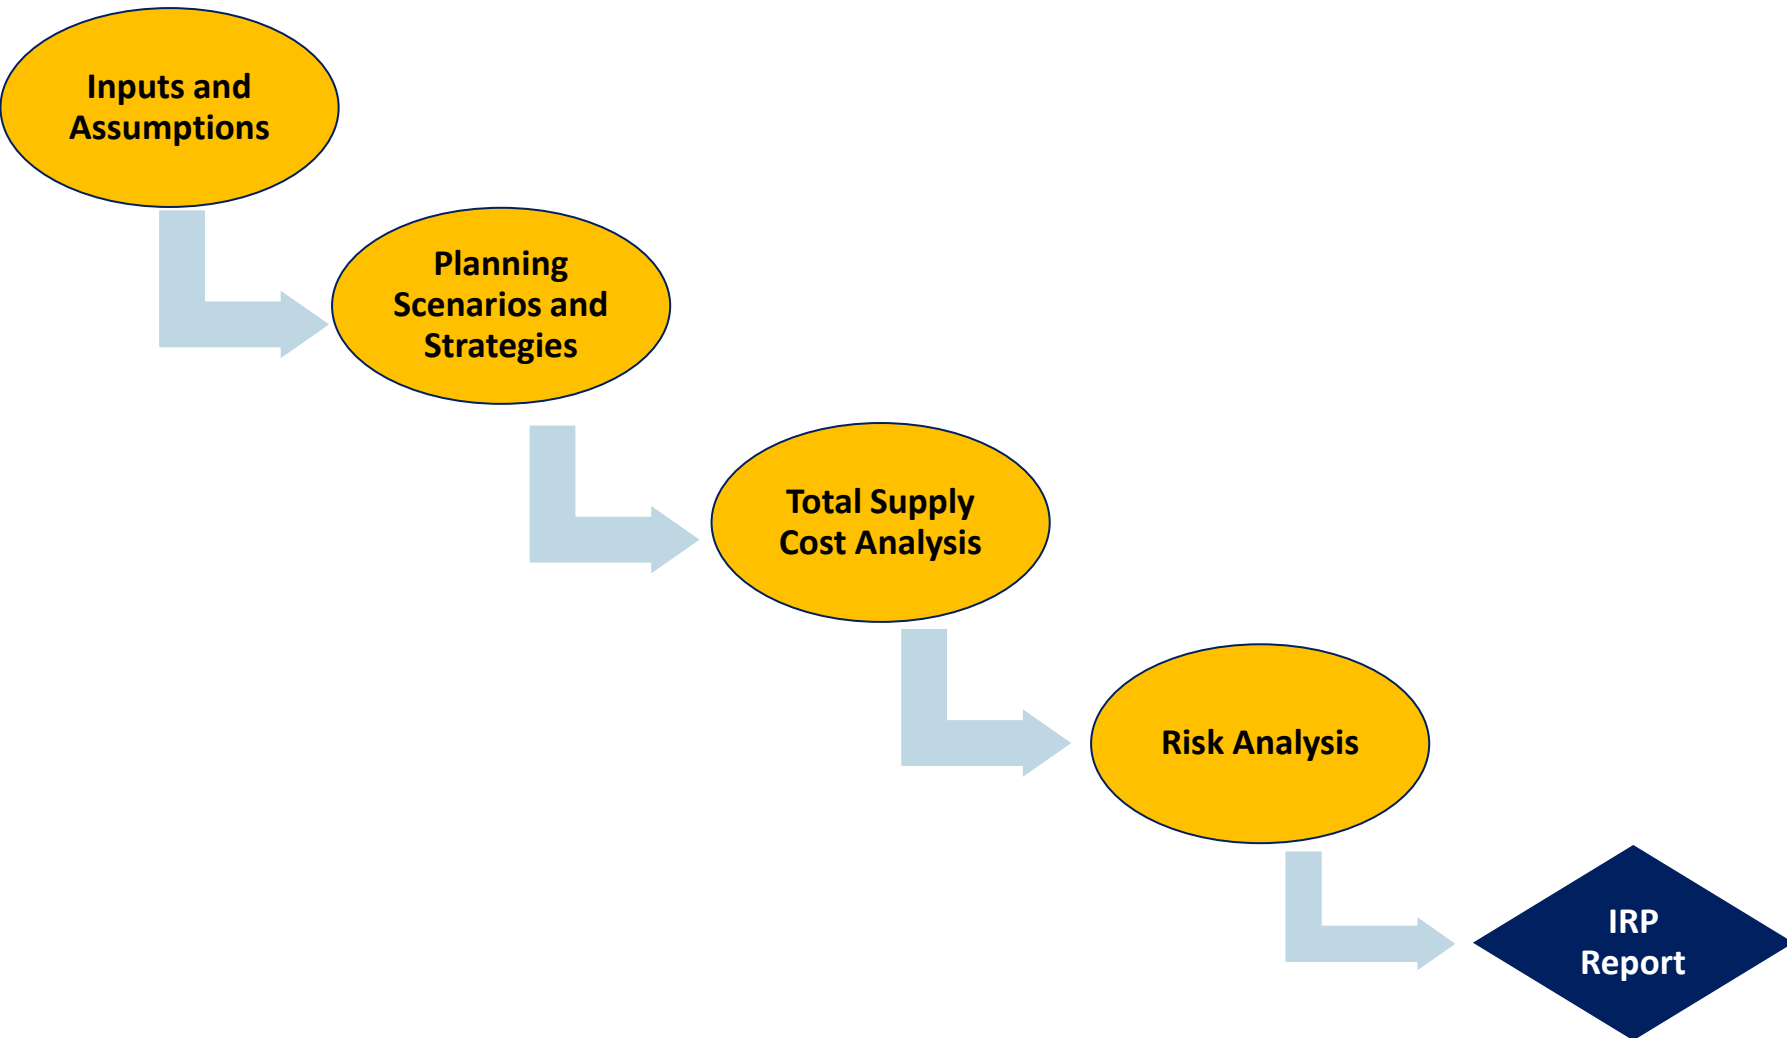 Inputs and
Assumptions
Planning
Scenarios and
Strategies
Total Supply
Cost Analysis
Risk Analysis
IRP
Report